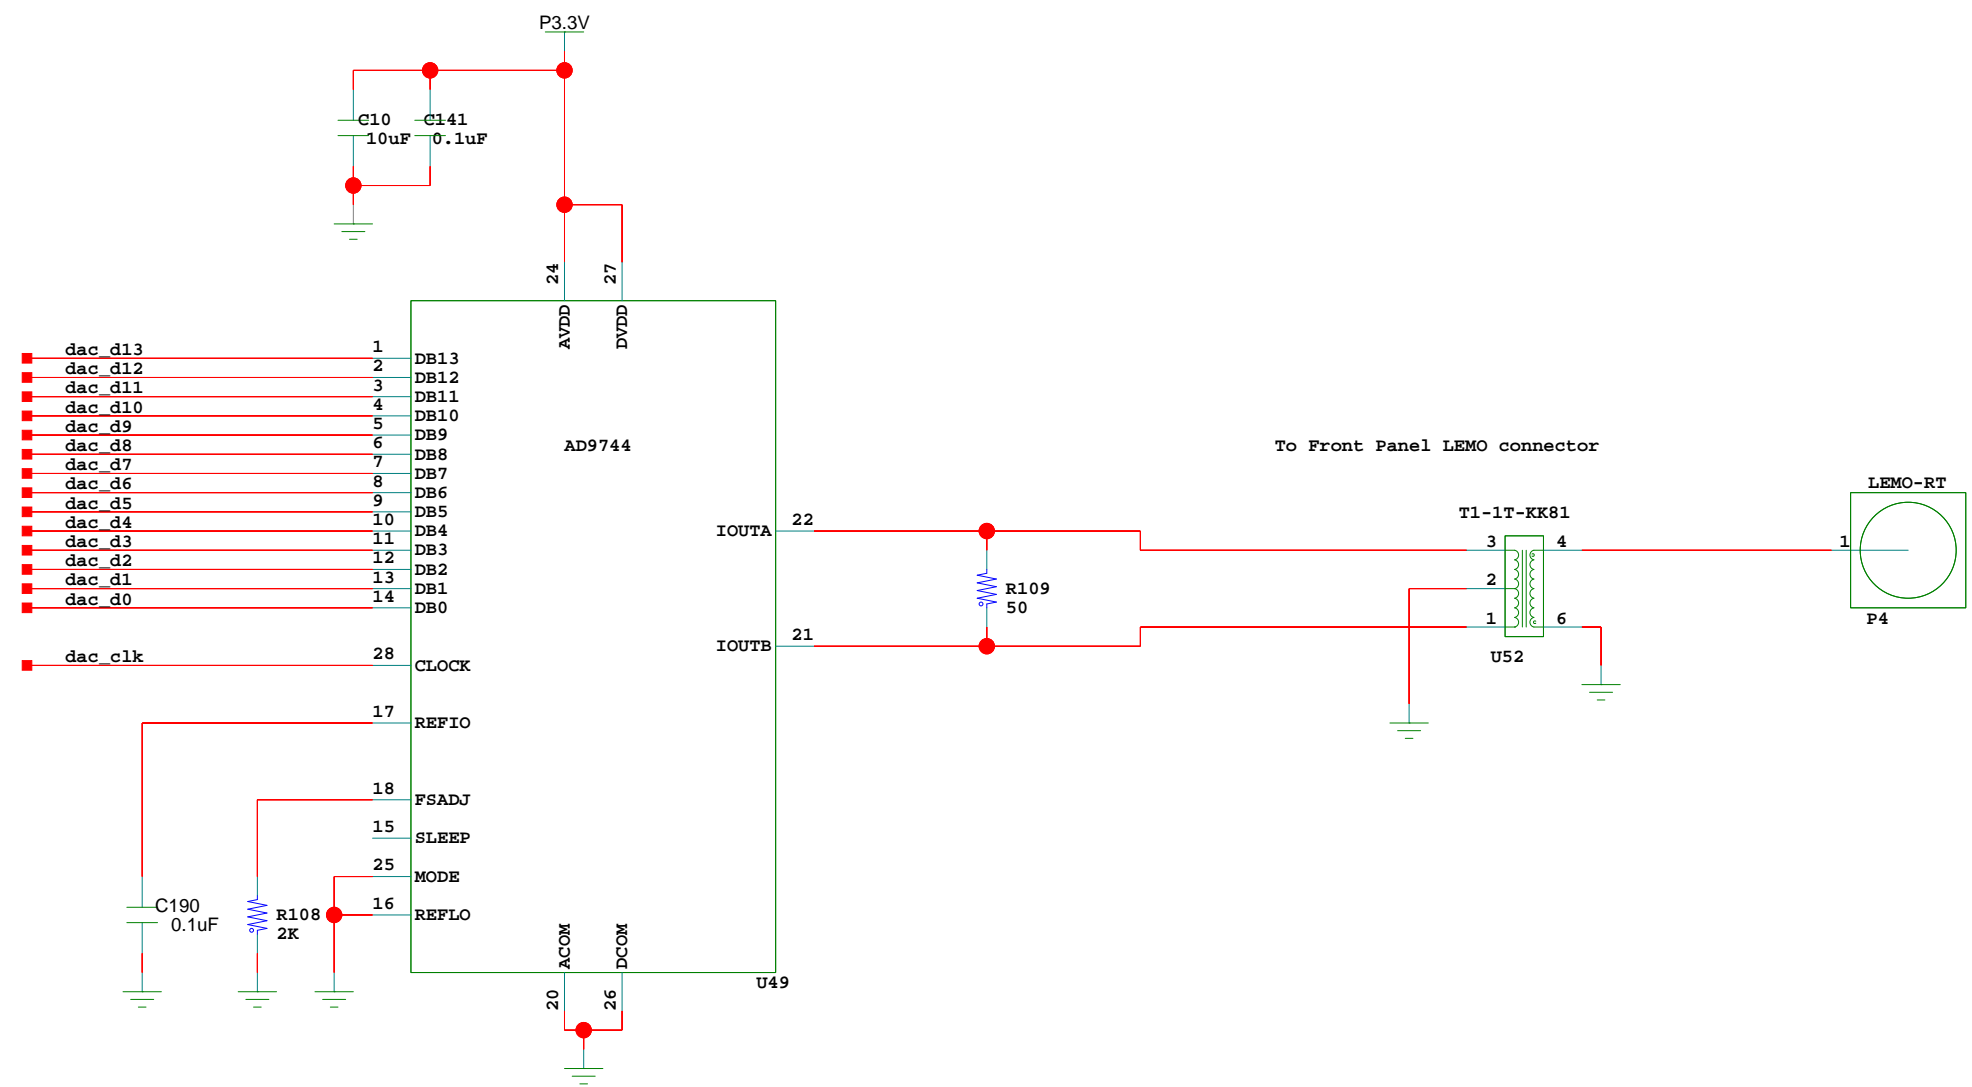 P3.3V
C10
10uF
C141
0.1uF
24
27
AVDD
DVDD
dac_d13 1 DB13
dac_d12 2 DB12
dac_d11 3 DB11
dac_d10 4 DB10
dac_d9 5 DB9
dac_d8 6 DB8
dac_d7 7 DB7
dac_d6 8 DB6
dac_d5 9 DB5
dac_d4 10 DB4
dac_d3 11 DB3
dac_d2 12 DB2
dac_d1 13 DB1
dac_d0 14 DB0
dac_clk 28 CLOCK
17 REFIO
18 FSADJ
15 SLEEP
25 MODE
16 REFLO
C190
0.1uF
R108
2K
AD9744
IOUTA 22
IOUTB 21
ACOM
DCOM
20
26
U49
R109
50
To Front Panel LEMO connector
T1-1T-KK81
3
2
1
4
6
U52
LEMO-RT
1
P4